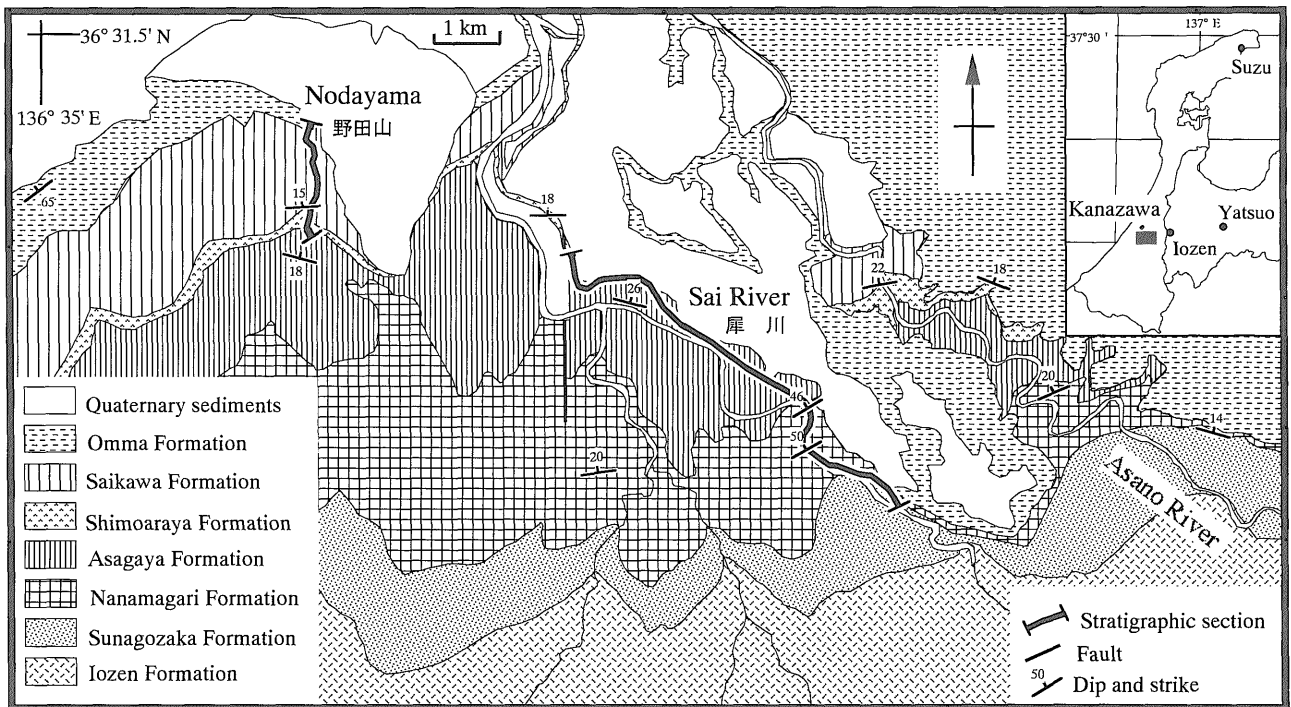 36° 31.5' N
136° 35' E
1 km
Nodayama
野田山
65
15
18
18
26
Sai River
犀 川
46
50
20
22
18
20
14
Asano River
137° E
37°30 '
Suzu
Kanazawa
Yatsuo
Iozen
Quaternary sediments
Omma Formation
Saikawa Formation
Shimoaraya Formation
Asagaya Formation
Nanamagari Formation
Sunagozaka Formation
Iozen Formation
Stratigraphic section
Fault
50
Dip and strike